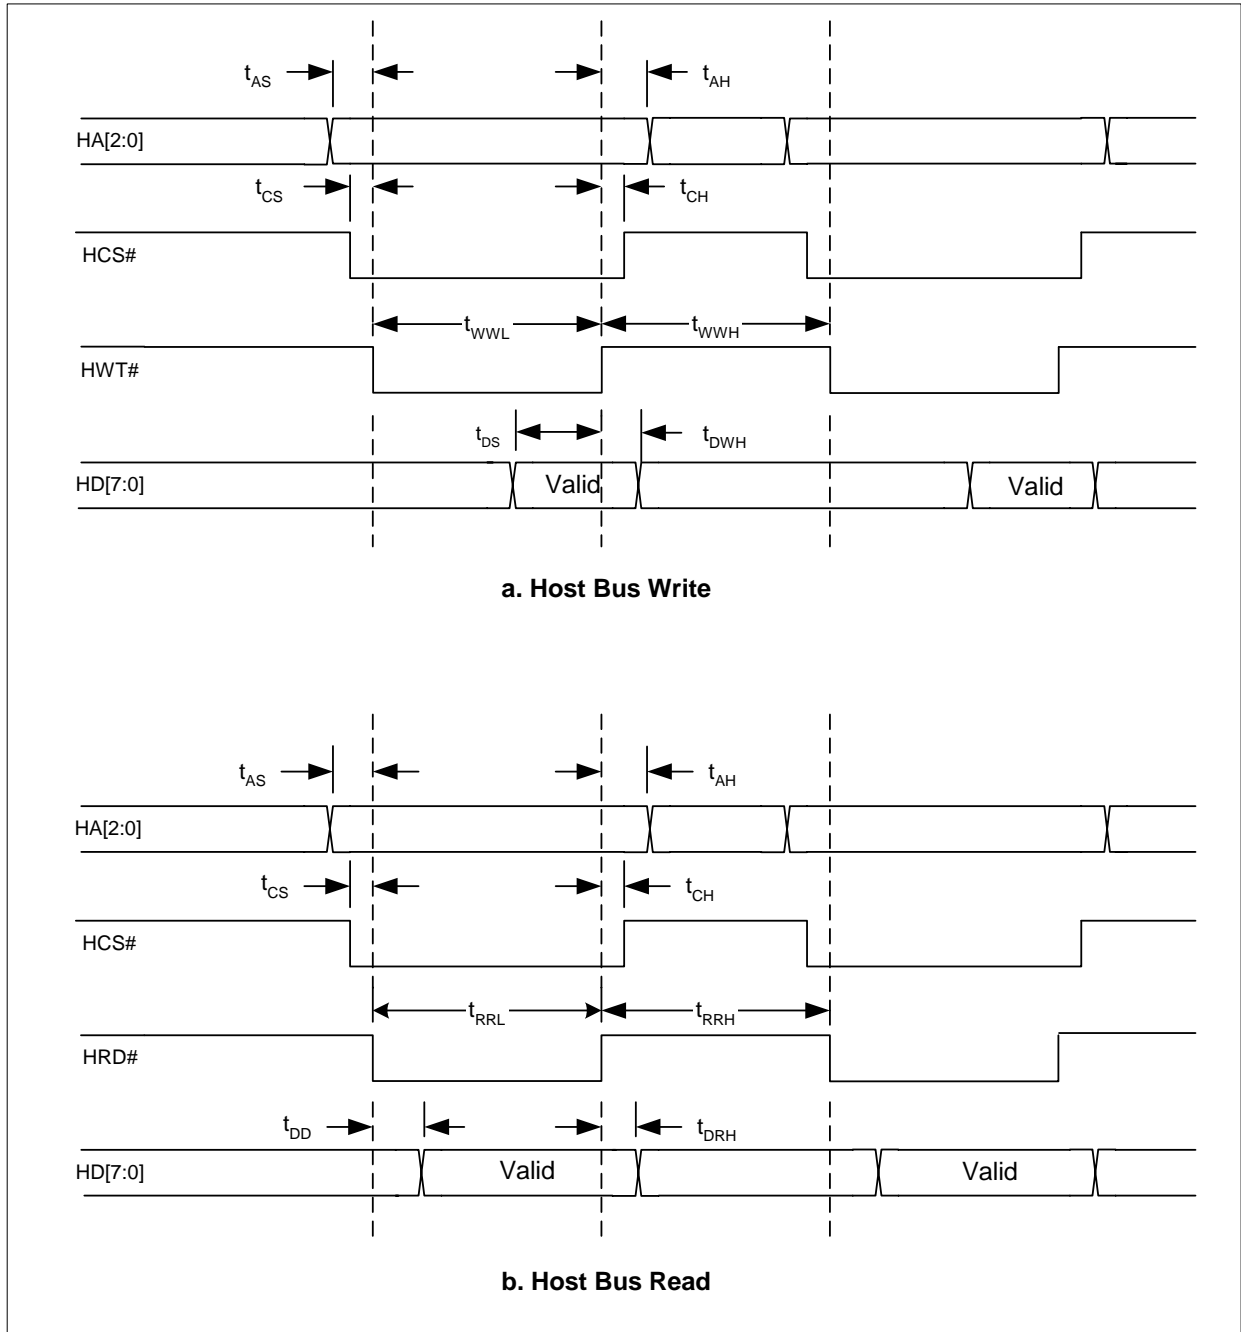 tAS tAH
HA[2:0]
tCS tCH
HCS#
tWWL tWWH
HWT#
tDS tDWH
HD[7:0] Valid Valid
a. Host Bus Write
tAS tAH
HA[2:0]
tCS tCH
HCS#
tRRL tRRH
HRD#
tDD tDRH
HD[7:0] Valid Valid
b. Host Bus Read